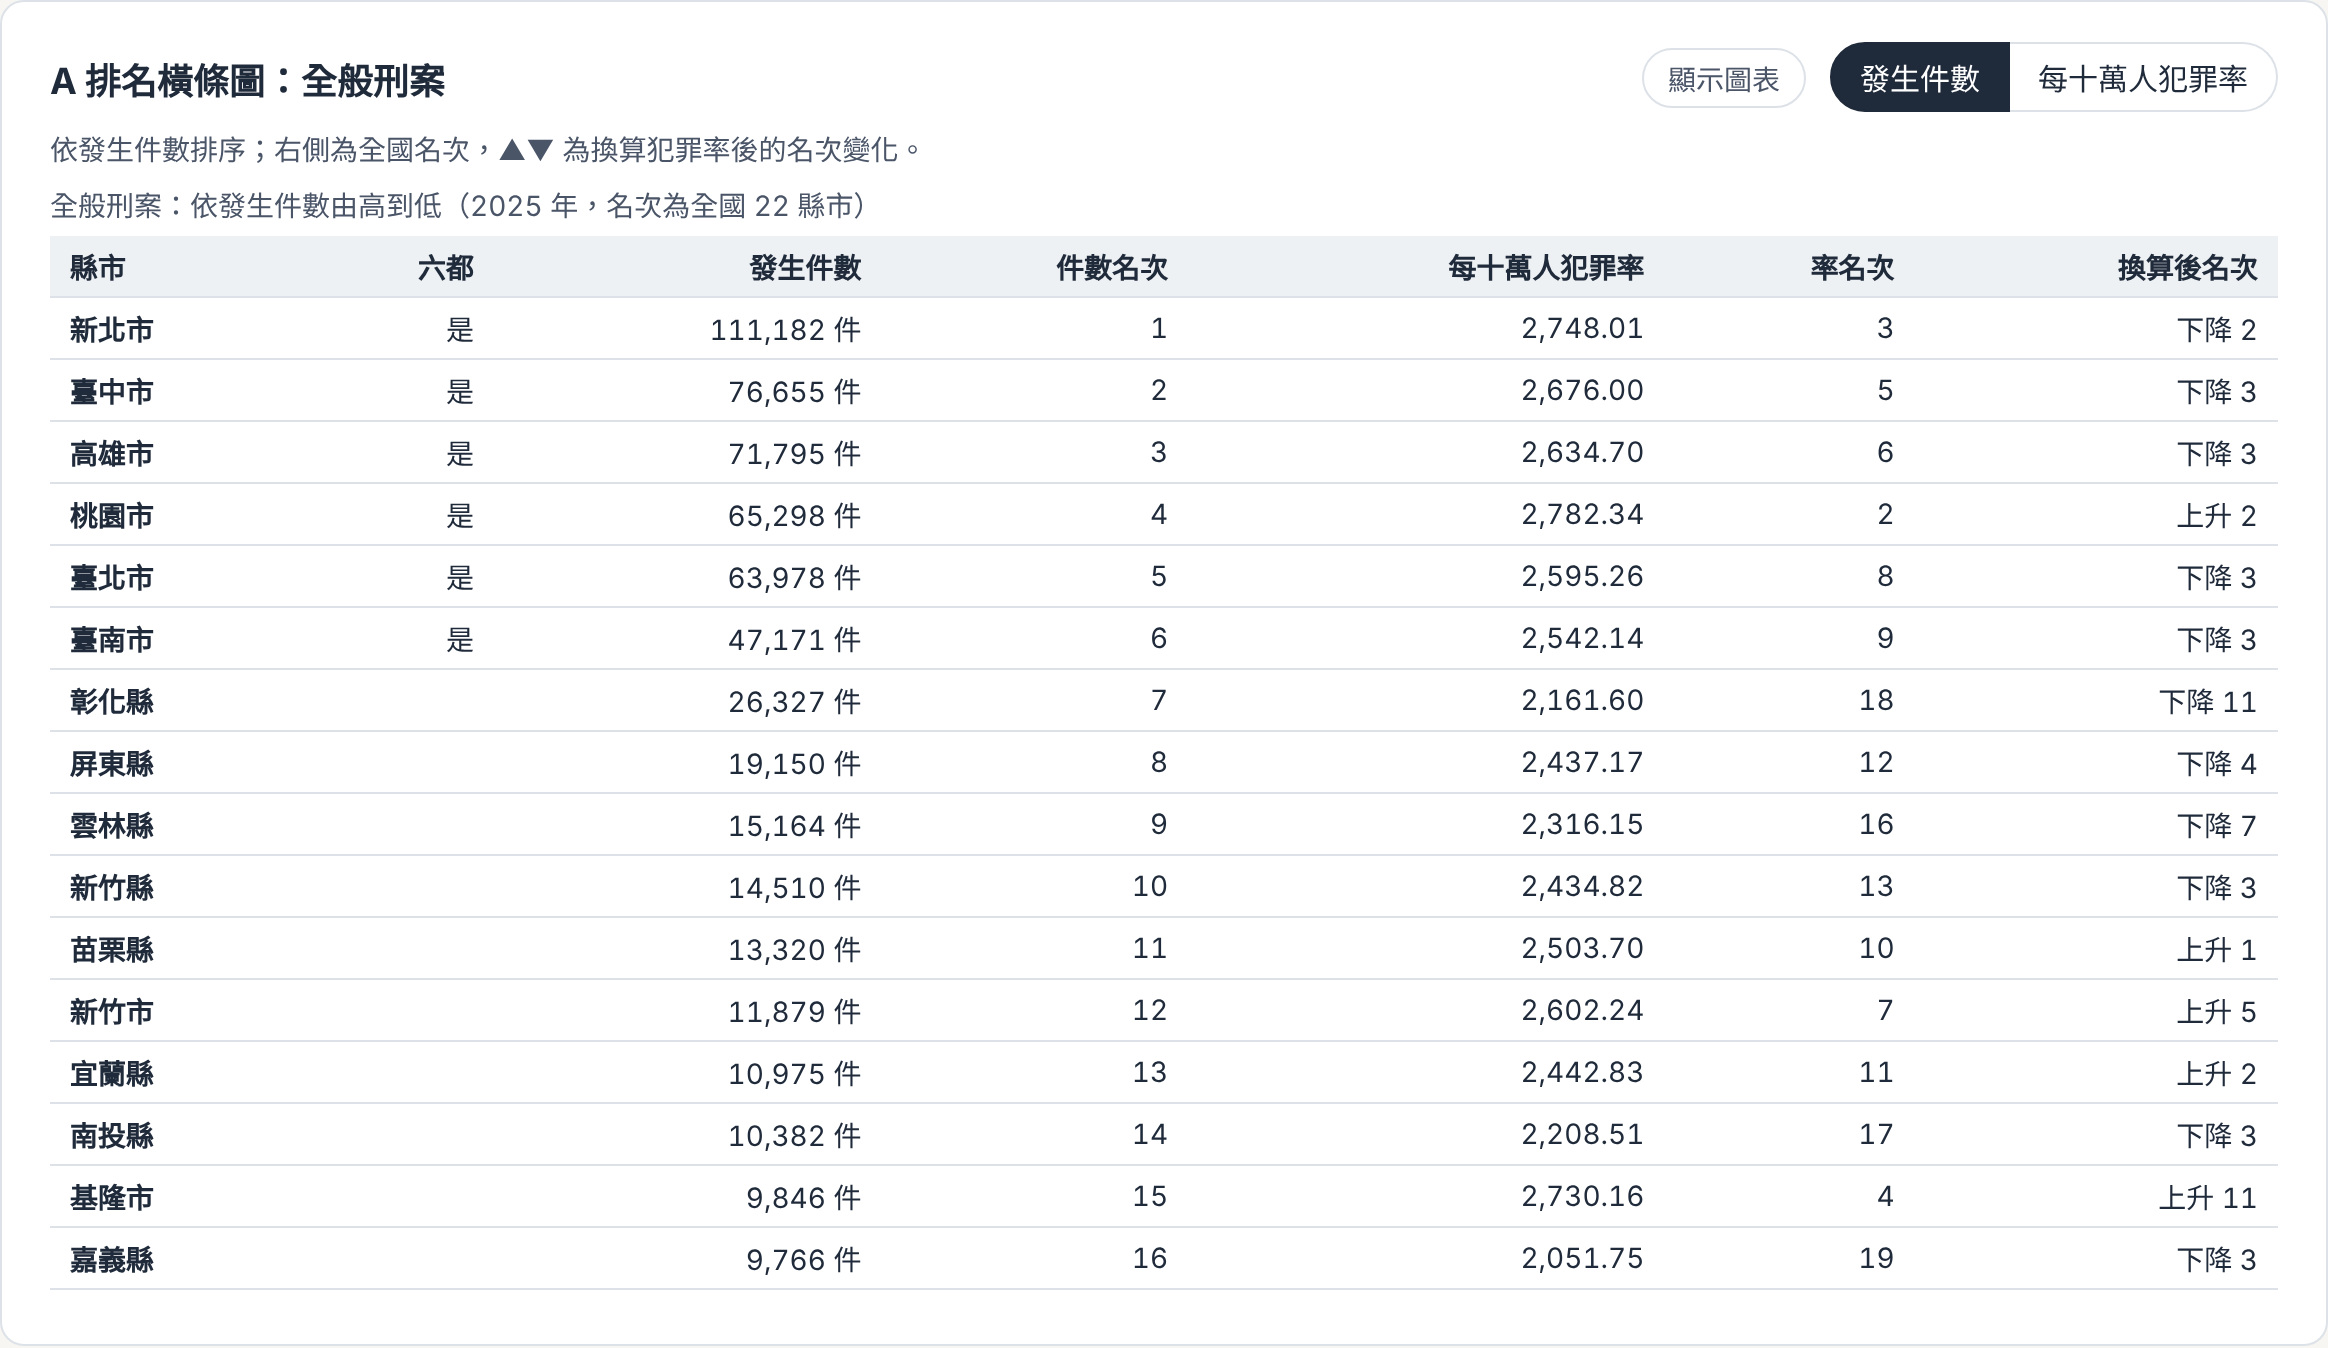 A 排名橫條圖：全般刑案
顯示圖表 發生件數 每十萬人犯罪率
依發生件數排序；右側為全國名次，▲▼ 為換算犯罪率後的名次變化。
全般刑案：依發生件數由高到低（2025 年，名次為全國 22 縣市）
縣市 六都 發生件數 件數名次 每十萬人犯罪率 率名次 換算後名次
新北市 是 111,182 件 1 2,748.01 3 下降 2
臺中市 是 76,655 件 2 2,676.00 5 下降 3
高雄市 是 71,795 件 3 2,634.70 6 下降 3
桃園市 是 65,298 件 4 2,782.34 2 上升 2
臺北市 是 63,978 件 5 2,595.26 8 下降 3
臺南市 是 47,171 件 6 2,542.14 9 下降 3
彰化縣 26,327 件 7 2,161.60 18 下降 11
屏東縣 19,150 件 8 2,437.17 12 下降 4
雲林縣 15,164 件 9 2,316.15 16 下降 7
新竹縣 14,510 件 10 2,434.82 13 下降 3
苗栗縣 13,320 件 11 2,503.70 10 上升 1
新竹市 11,879 件 12 2,602.24 7 上升 5
宜蘭縣 10,975 件 13 2,442.83 11 上升 2
南投縣 10,382 件 14 2,208.51 17 下降 3
基隆市 9,846 件 15 2,730.16 4 上升 11
嘉義縣 9,766 件 16 2,051.75 19 下降 3